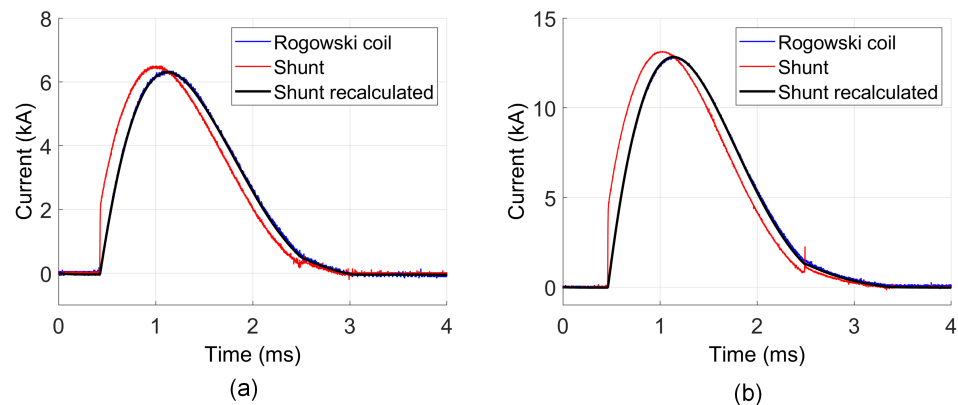 8
6
4
2
0
Current (kA)
Rogowski coil
Shunt
Shunt recalculated
0 1 2 3 4
Time (ms)
(a)
15
10
5
0
Current (kA)
Rogowski coil
Shunt
Shunt recalculated
0 1 2 3 4
Time (ms)
(b)